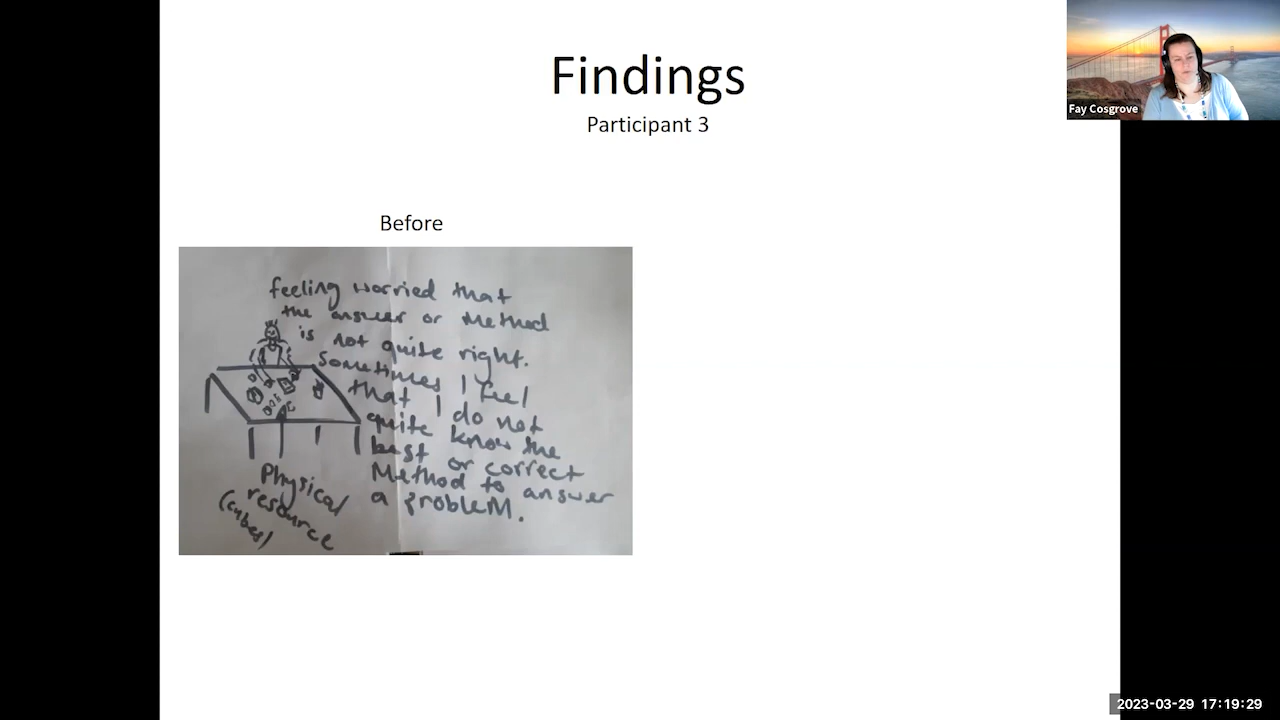 Findings
Participant 3
Fay Cosgrove
Before
feeling worried that
the answer or Method
is not quite right.
Sometimes I feel
that I do not
quite know the
best or correct
Method to answer
a problem.
Physical
resource
(cubes)
2023-03-29 17:19:29